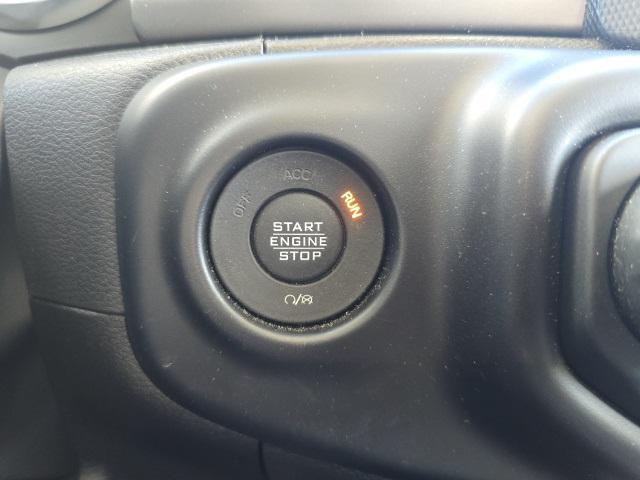 OFF
ACC
RUN
START
ENGINE
STOP